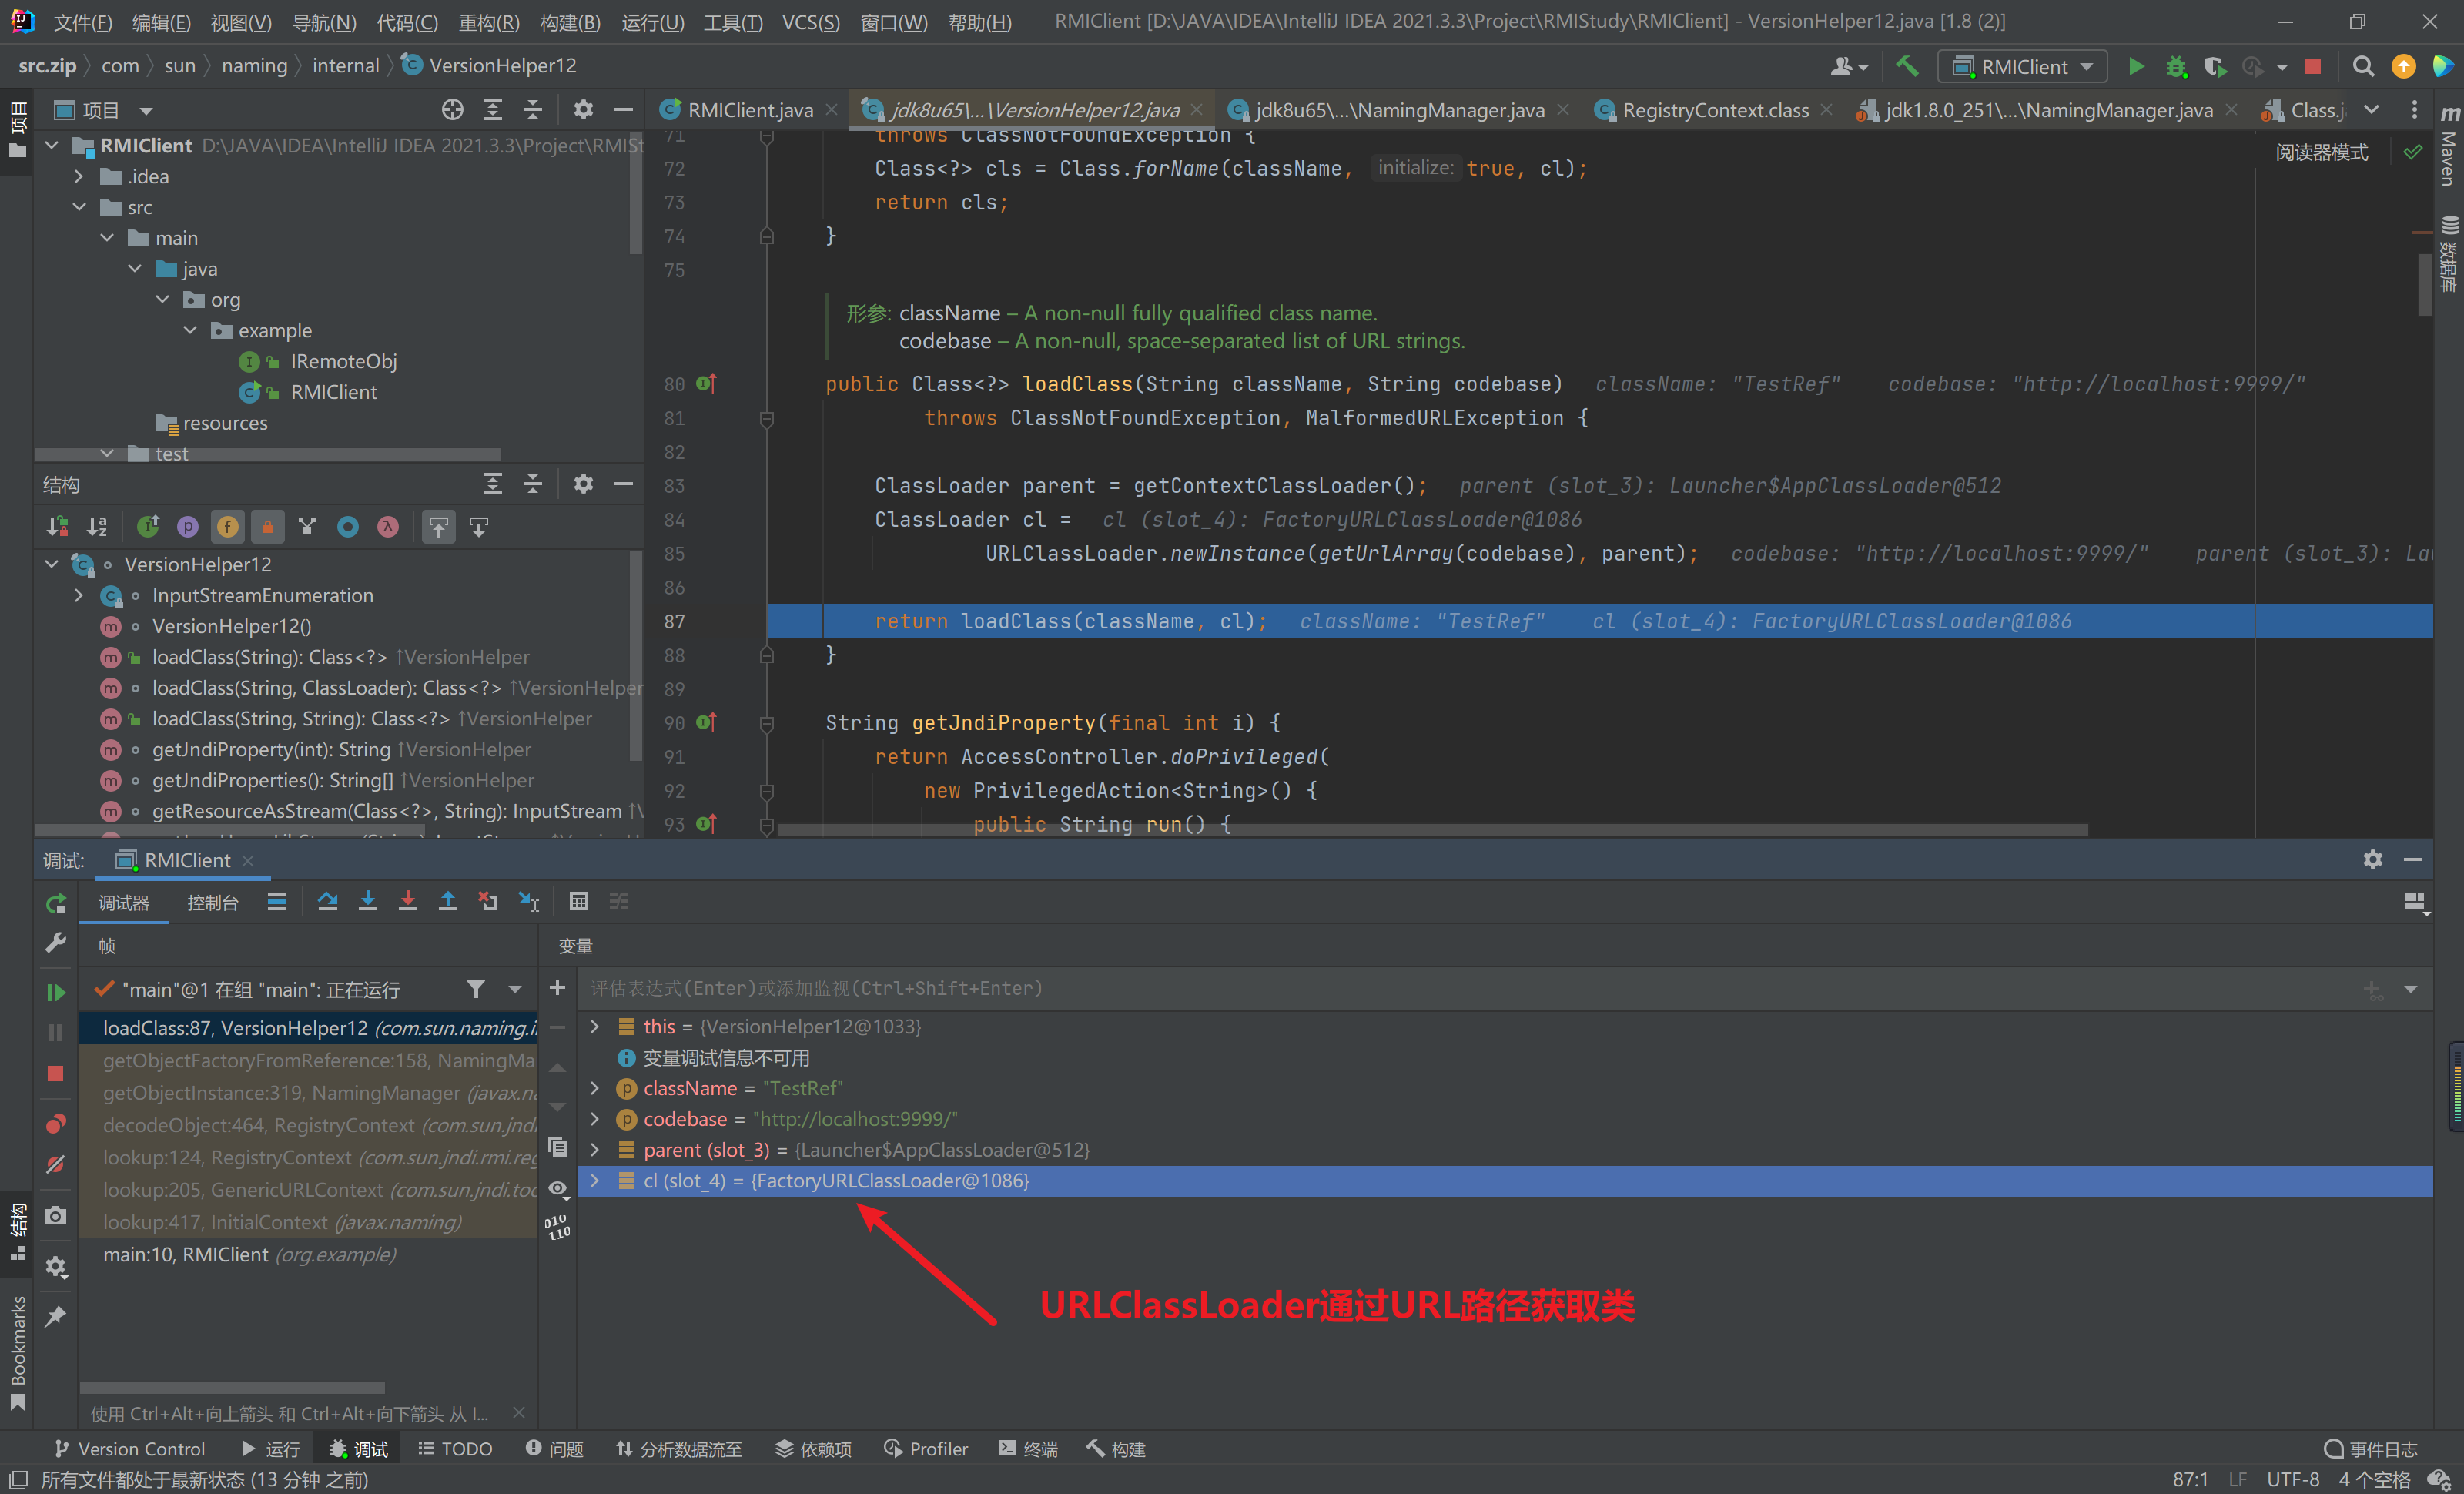 文件(F) 编辑(E) 视图(V) 导航(N) 代码(C) 重构(R) 构建(B) 运行(U) 工具(T) VCS(S) 窗口(W) 帮助(H) RMIClient [D:\JAVA\IDEA\IntelliJ IDEA 2021.3.3\Project\RMIStudy\RMIClient] - VersionHelper12.java [1.8 (2)]
src.zip com sun naming internal VersionHelper12
RMIClient
项目
RMIClient.java jdk8u65\...\VersionHelper12.java jdk8u65\...\NamingManager.java RegistryContext.class jdk1.8.0_251\...\NamingManager.java Class.j
项目
RMIClient D:\JAVA\IDEA\IntelliJ IDEA 2021.3.3\Project\RMISt
.idea
src
main
java
org
example
IRemoteObj
RMIClient
resources
test
结构
VersionHelper12
InputStreamEnumeration
VersionHelper12()
loadClass(String): Class<?> ↑VersionHelper
loadClass(String, ClassLoader): Class<?> ↑VersionHelper
loadClass(String, String): Class<?> ↑VersionHelper
getJndiProperty(int): String ↑VersionHelper
getJndiProperties(): String[] ↑VersionHelper
getResourceAsStream(Class<?>, String): InputStream ↑V
阅读器模式
Maven
数据库
71 throws ClassNotFoundException {
72 Class<?> cls = Class.forName(className, initialize: true, cl);
73 return cls;
74 }
75
形参: className – A non-null fully qualified class name.
codebase – A non-null, space-separated list of URL strings.
80 public Class<?> loadClass(String className, String codebase) className: "TestRef" codebase: "http://localhost:9999/"
81 throws ClassNotFoundException, MalformedURLException {
82
83 ClassLoader parent = getContextClassLoader(); parent (slot_3): Launcher$AppClassLoader@512
84 ClassLoader cl = cl (slot_4): FactoryURLClassLoader@1086
85 URLClassLoader.newInstance(getUrlArray(codebase), parent); codebase: "http://localhost:9999/" parent (slot_3): La
86
87 return loadClass(className, cl); className: "TestRef" cl (slot_4): FactoryURLClassLoader@1086
88 }
89
90 String getJndiProperty(final int i) {
91 return AccessController.doPrivileged(
92 new PrivilegedAction<String>() {
93 public String run() {
调试: RMIClient
调试器 控制台
帧
"main"@1 在组 "main": 正在运行
loadClass:87, VersionHelper12 (com.sun.naming.i
getObjectFactoryFromReference:158, NamingMa
getObjectInstance:319, NamingManager (javax.na
decodeObject:464, RegistryContext (com.sun.jndi
lookup:124, RegistryContext (com.sun.jndi.rmi.reg
lookup:205, GenericURLContext (com.sun.jndi.too
lookup:417, InitialContext (javax.naming)
main:10, RMIClient (org.example)
使用 Ctrl+Alt+向上箭头 和 Ctrl+Alt+向下箭头 从 I...
变量
评估表达式(Enter)或添加监视(Ctrl+Shift+Enter)
this = {VersionHelper12@1033}
变量调试信息不可用
className = "TestRef"
codebase = "http://localhost:9999/"
parent (slot_3) = {Launcher$AppClassLoader@512}
cl (slot_4) = {FactoryURLClassLoader@1086}
URLClassLoader通过URL路径获取类
结构
Bookmarks
Version Control 运行 调试 TODO 问题 分析数据流至 依赖项 Profiler 终端 构建 事件日志
所有文件都处于最新状态 (13 分钟 之前) 87:1 LF UTF-8 4 个空格